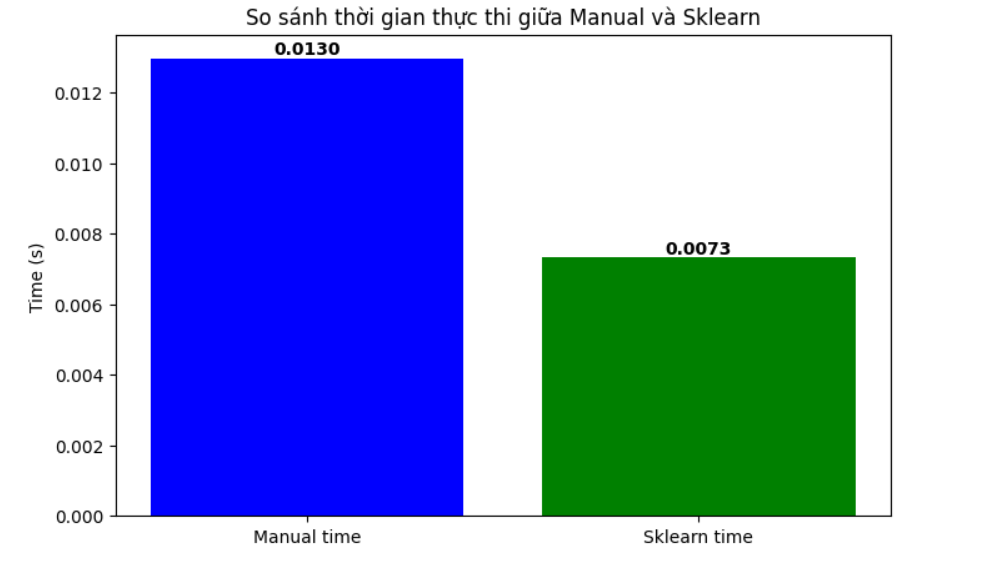 So sánh thời gian thực thi giữa Manual và Sklearn
0.0130
0.0073
0.012
0.010
0.008
0.006
0.004
0.002
0.000
Time (s)
Manual time
Sklearn time